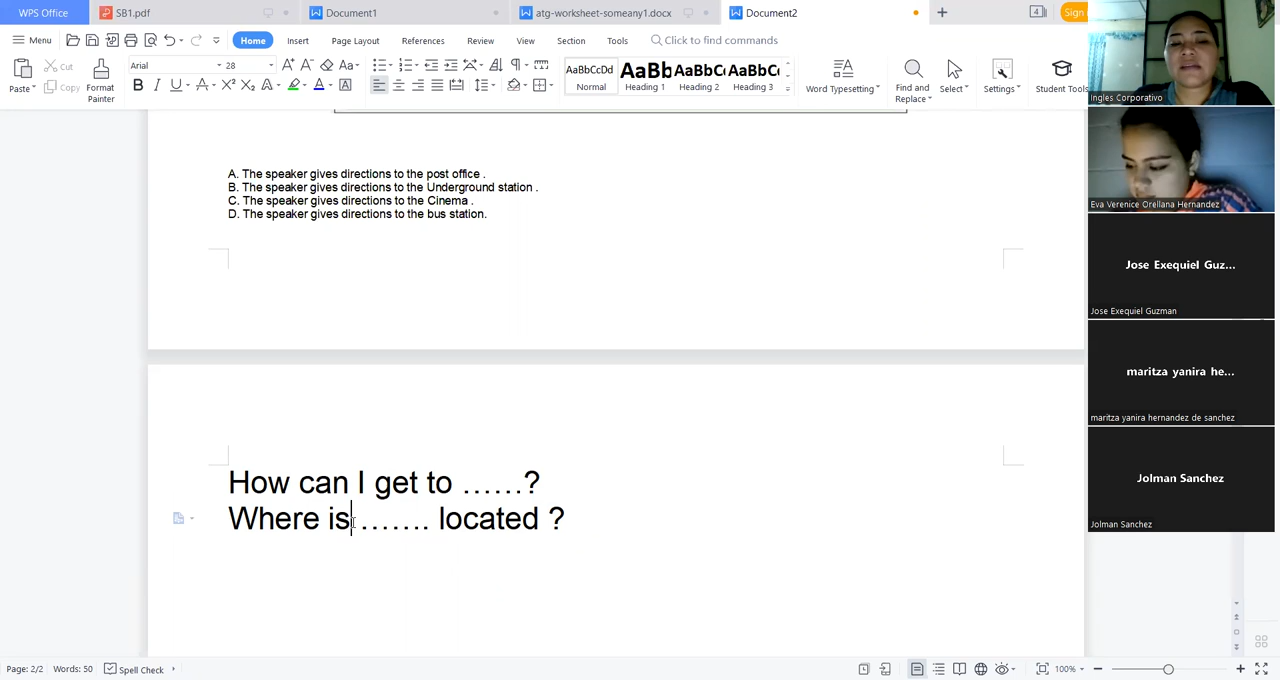 WPS Office
SB1.pdf
Document1
atg-worksheet-someany1.docx
Document2
4
Sign
Menu
Home
Insert
Page Layout
References
Review
View
Section
Tools
Click to find commands
Paste
Cut
Copy
Format
Painter
Arial
28
AaBbCcDd
Normal
AaBb
Heading 1
AaBbCc
Heading 2
AaBbC
Heading 3
Word Typesetting
Find and
Replace
Select
Settings
Student Tools
Ingles Corporativo
Eva Verenice Orellana Hernandez
Jose Exequiel Guz...
Jose Exequiel Guzman
maritza yanira he...
maritza yanira hernandez de sanchez
Jolman Sanchez
Jolman Sanchez
A. The speaker gives directions to the post office .
B. The speaker gives directions to the Underground station .
C. The speaker gives directions to the Cinema .
D. The speaker gives directions to the bus station.
How can I get to ……?
Where is ……. located ?
Page: 2/2
Words: 50
Spell Check
100%